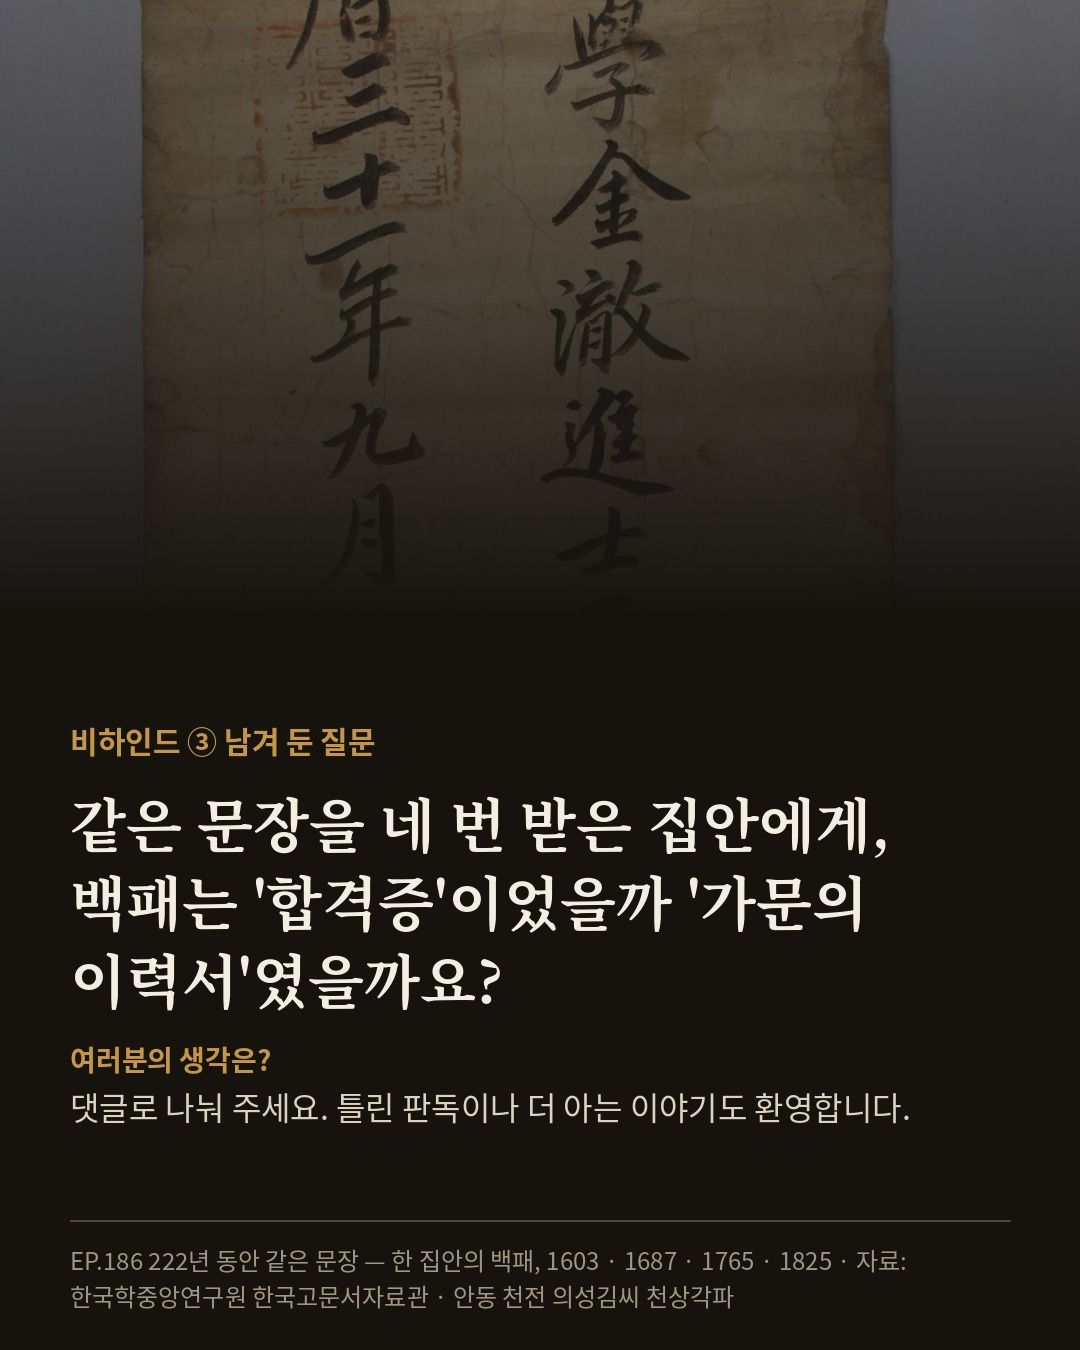 學金澈進士
三十一年九月
비하인드 ③ 남겨 둔 질문
같은 문장을 네 번 받은 집안에게,
백패는 '합격증'이었을까 '가문의
이력서'였을까요?
여러분의 생각은?
댓글로 나눠 주세요. 틀린 판독이나 더 아는 이야기도 환영합니다.
EP.186 222년 동안 같은 문장 — 한 집안의 백패, 1603 · 1687 · 1765 · 1825 · 자료:
한국학중앙연구원 한국고문서자료관 · 안동 천전 의성김씨 천상각파